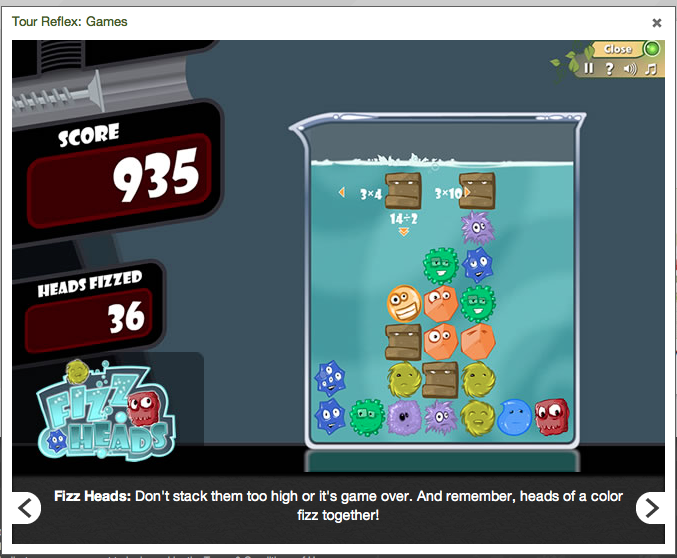 Tour Reflex: Games
Close
?
SCORE
935
3×4
3×10
14÷2
HEADS FIZZED
36
FIZZ
HEADS
Fizz Heads: Don't stack them too high or it's game over. And remember, heads of a color
fizz together!